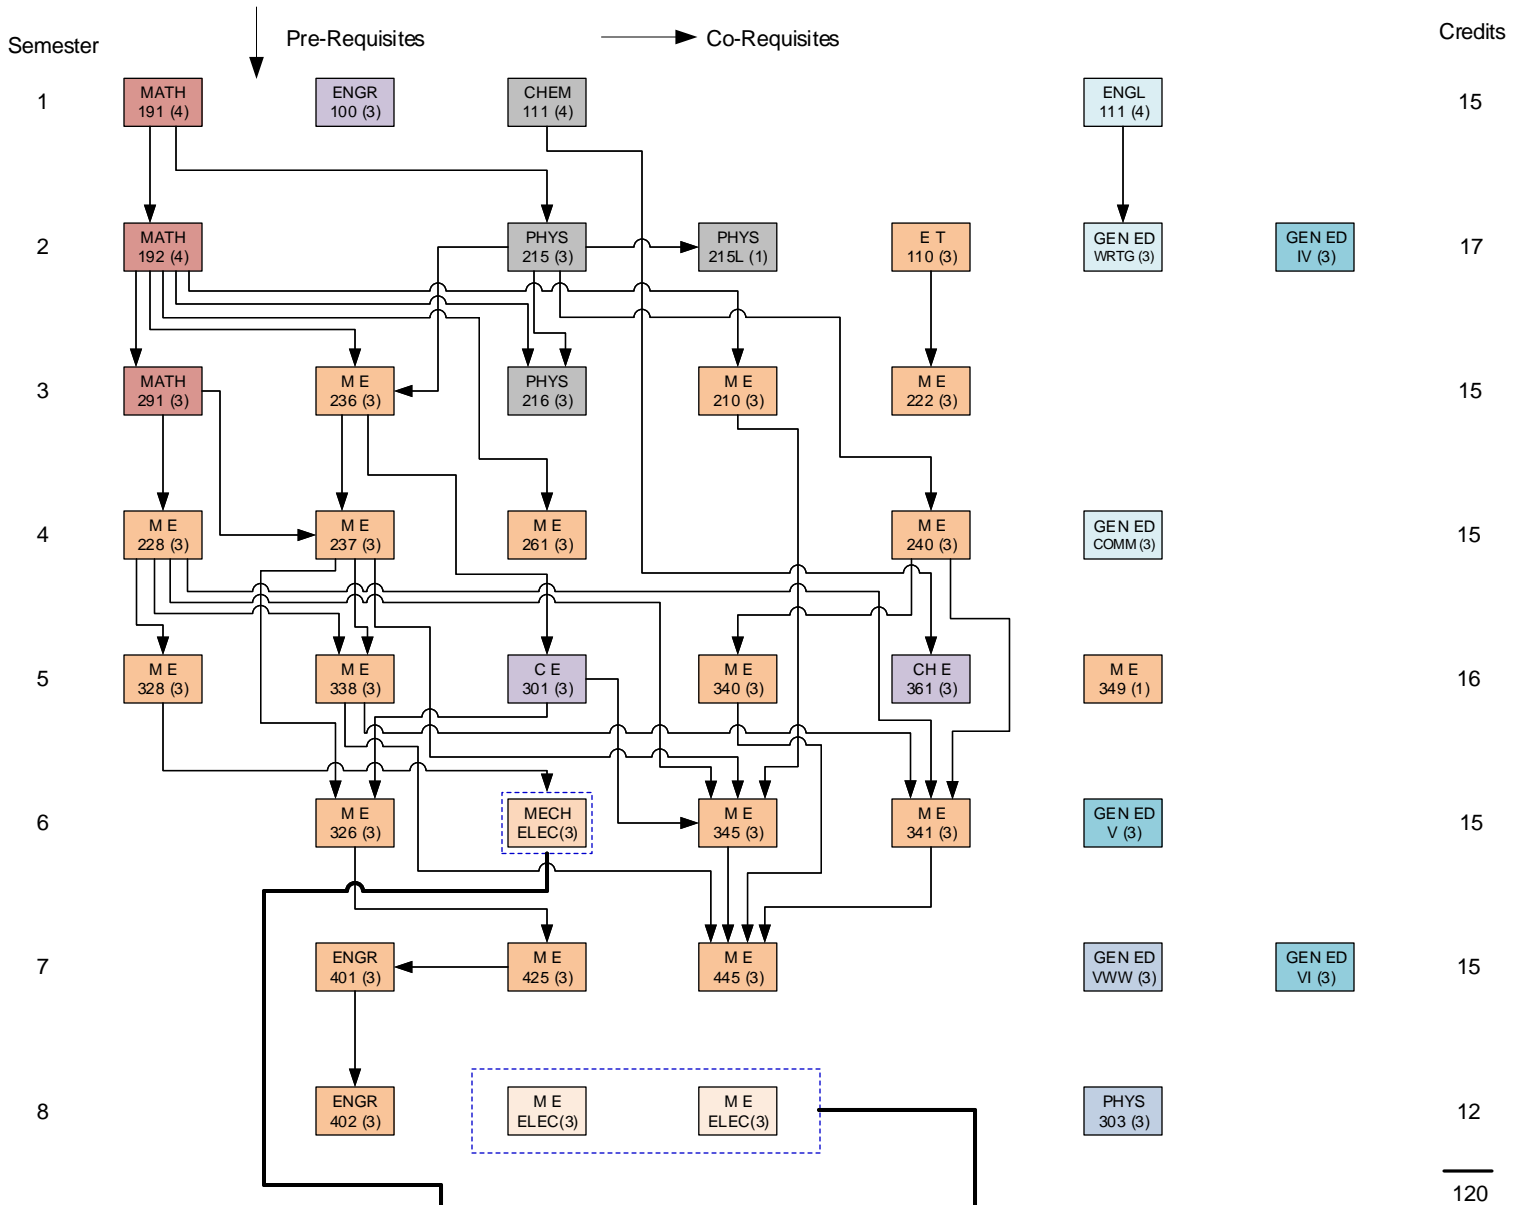 Semester
Pre-Requisites
Co-Requisites
Credits
1
MATH
191 (4)
ENGR
100 (3)
CHEM
111 (4)
ENGL
111 (4)
15
2
MATH
192 (4)
PHYS
215 (3)
PHYS
215L (1)
E T
110 (3)
GEN ED
WRTG (3)
GEN ED
IV (3)
17
3
MATH
291 (3)
M E
236 (3)
PHYS
216 (3)
M E
210 (3)
M E
222 (3)
15
4
M E
228 (3)
M E
237 (3)
M E
261 (3)
M E
240 (3)
GEN ED
COMM (3)
15
5
M E
328 (3)
M E
338 (3)
C E
301 (3)
M E
340 (3)
CH E
361 (3)
M E
349 (1)
16
6
M E
326 (3)
MECH
ELEC(3)
M E
345 (3)
M E
341 (3)
GEN ED
V (3)
15
7
ENGR
401 (3)
M E
425 (3)
M E
445 (3)
GEN ED
VWW (3)
GEN ED
VI (3)
15
8
ENGR
402 (3)
M E
ELEC(3)
M E
ELEC(3)
PHYS
303 (3)
12
120